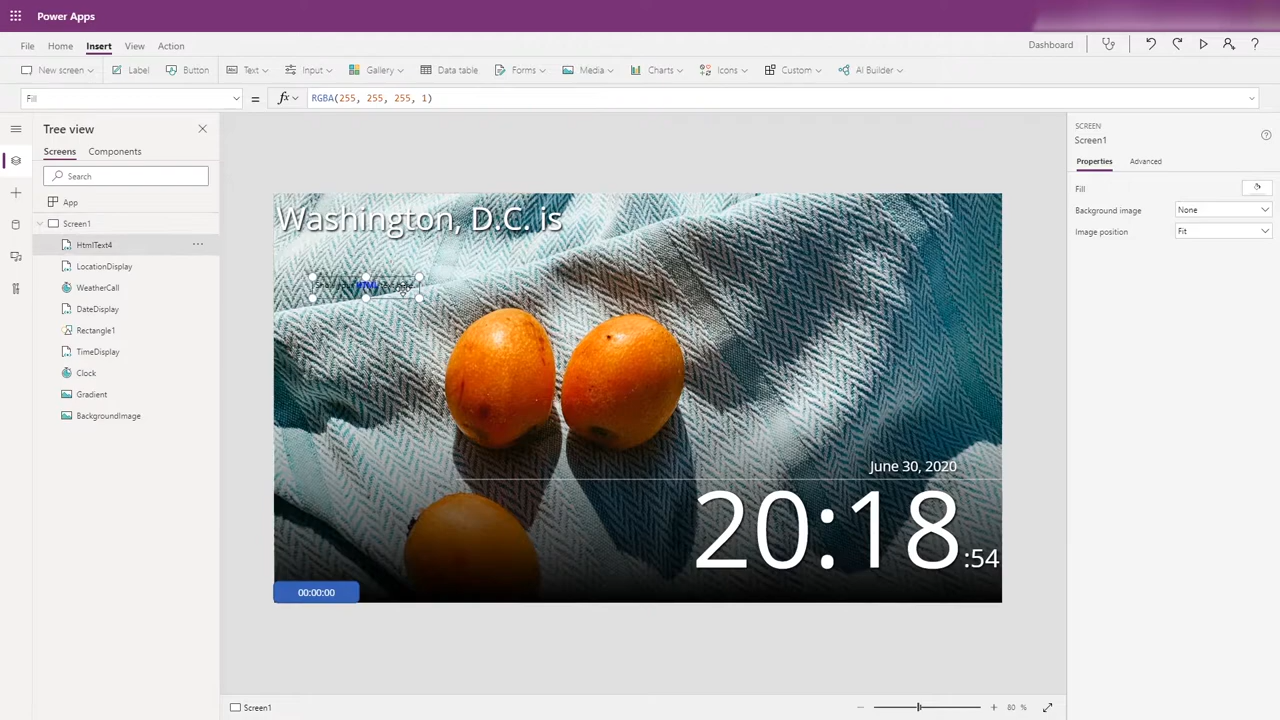 Power Apps
File Home Insert View Action
Dashboard
New screen Label Button Text Input Gallery Data table Forms Media Charts Icons Custom AI Builder
Fill = fx RGBA(255, 255, 255, 1)
Tree view
Screens Components
Search
App
Screen1
HtmlText4
LocationDisplay
WeatherCall
DateDisplay
Rectangle1
TimeDisplay
Clock
Gradient
BackgroundImage
Washington, D.C. is
HTML
June 30, 2020
20:18:54
00:00:00
SCREEN
Screen1
Properties Advanced
Fill
Background image None
Image position Fit
Screen1
80 %